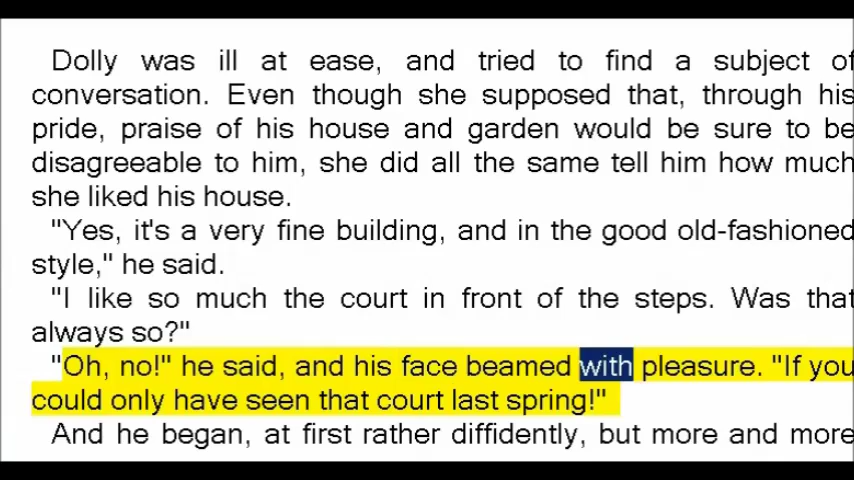 Dolly was ill at ease, and tried to find a subject of
conversation. Even though she supposed that, through his
pride, praise of his house and garden would be sure to be
disagreeable to him, she did all the same tell him how much
she liked his house.
"Yes, it's a very fine building, and in the good old-fashioned
style," he said.
"I like so much the court in front of the steps. Was that
always so?"
"Oh, no!" he said, and his face beamed with pleasure. "If you
could only have seen that court last spring!"
And he began, at first rather diffidently, but more and more